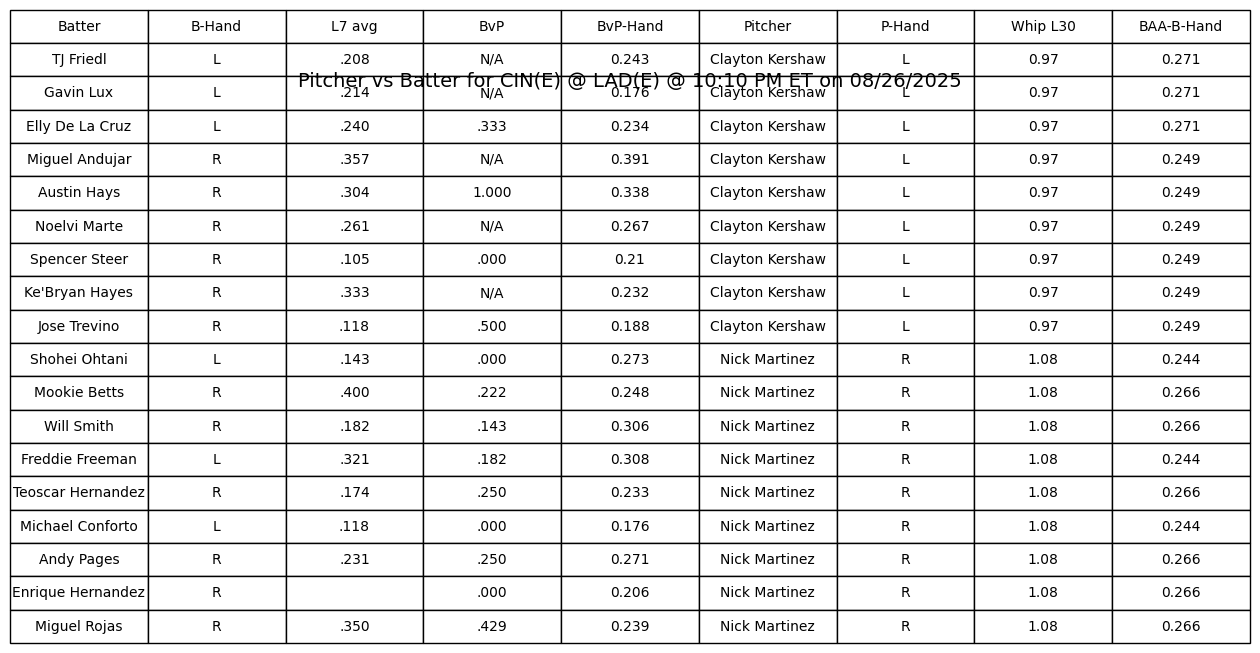 Batter B-Hand L7 avg BvP BvP-Hand Pitcher P-Hand Whip L30 BAA-B-Hand
TJ Friedl L .208 N/A 0.243 Clayton Kershaw L 0.97 0.271
Pitcher vs Batter for CIN(E) @ LAD(E) @ 10:10 PM ET on 08/26/2025
Gavin Lux L .214 N/A 0.176 Clayton Kershaw L 0.97 0.271
Elly De La Cruz L .240 .333 0.234 Clayton Kershaw L 0.97 0.271
Miguel Andujar R .357 N/A 0.391 Clayton Kershaw L 0.97 0.249
Austin Hays R .304 1.000 0.338 Clayton Kershaw L 0.97 0.249
Noelvi Marte R .261 N/A 0.267 Clayton Kershaw L 0.97 0.249
Spencer Steer R .105 .000 0.21 Clayton Kershaw L 0.97 0.249
Ke'Bryan Hayes R .333 N/A 0.232 Clayton Kershaw L 0.97 0.249
Jose Trevino R .118 .500 0.188 Clayton Kershaw L 0.97 0.249
Shohei Ohtani L .143 .000 0.273 Nick Martinez R 1.08 0.244
Mookie Betts R .400 .222 0.248 Nick Martinez R 1.08 0.266
Will Smith R .182 .143 0.306 Nick Martinez R 1.08 0.266
Freddie Freeman L .321 .182 0.308 Nick Martinez R 1.08 0.244
Teoscar Hernandez R .174 .250 0.233 Nick Martinez R 1.08 0.266
Michael Conforto L .118 .000 0.176 Nick Martinez R 1.08 0.244
Andy Pages R .231 .250 0.271 Nick Martinez R 1.08 0.266
Enrique Hernandez R .000 0.206 Nick Martinez R 1.08 0.266
Miguel Rojas R .350 .429 0.239 Nick Martinez R 1.08 0.266